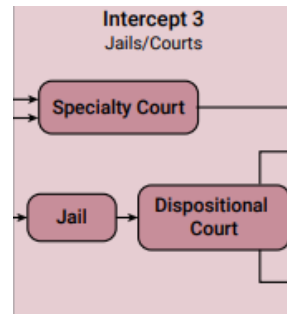 Intercept 3
Jails/Courts
Specialty Court
Jail
Dispositional
Court